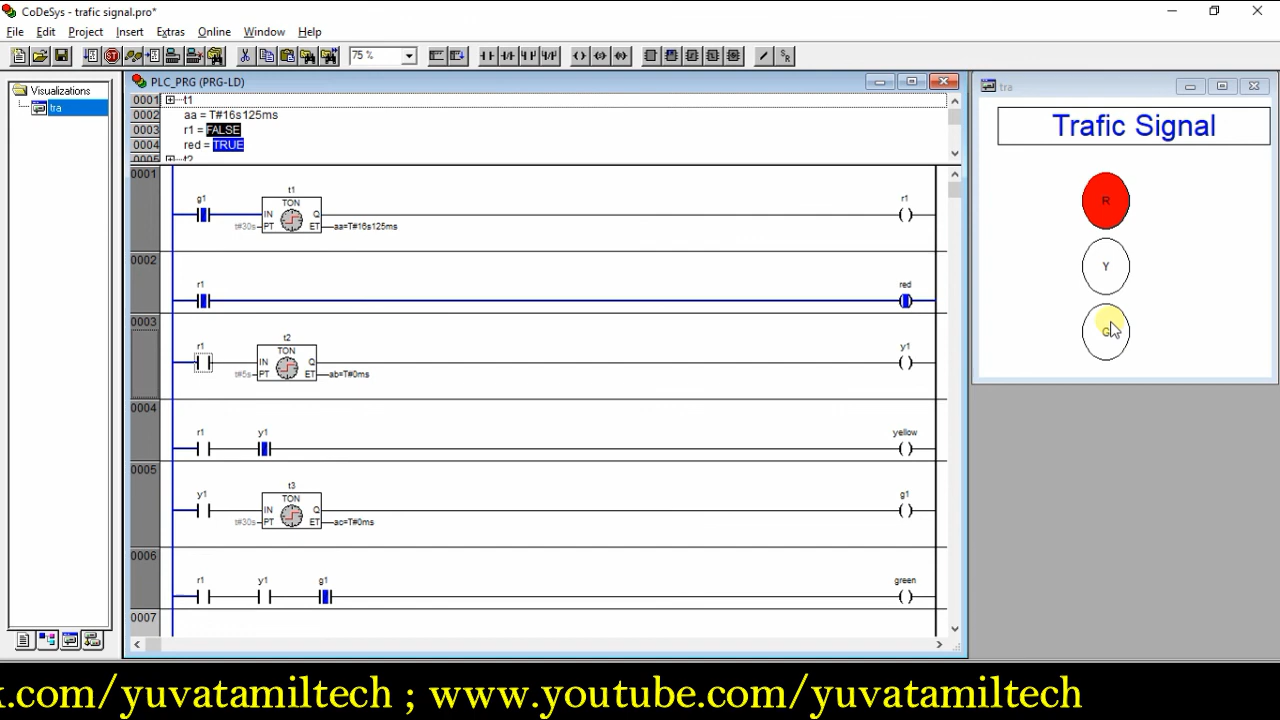 CoDeSys - trafic signal.pro*
File Edit Project Insert Extras Online Window Help
75 %
Visualizations
tra
PLC_PRG (PRG-LD)
0001 t1
0002 aa = T#16s125ms
0003 r1 = FALSE
0004 red = TRUE
0005 t2
0001
g1 t1 r1
TON
IN Q
t#30s PT ET aa=T#16s125ms
0002
r1 red
0003
r1 t2 y1
TON
IN Q
t#5s PT ET ab=T#0ms
0004
r1 y1 yellow
0005
y1 t3 g1
TON
IN Q
t#30s PT ET ac=T#0ms
0006
r1 y1 g1 green
0007
tra
Trafic Signal
R
Y
G
k.com/yuvatamiltech ; www.youtube.com/yuvatamiltech